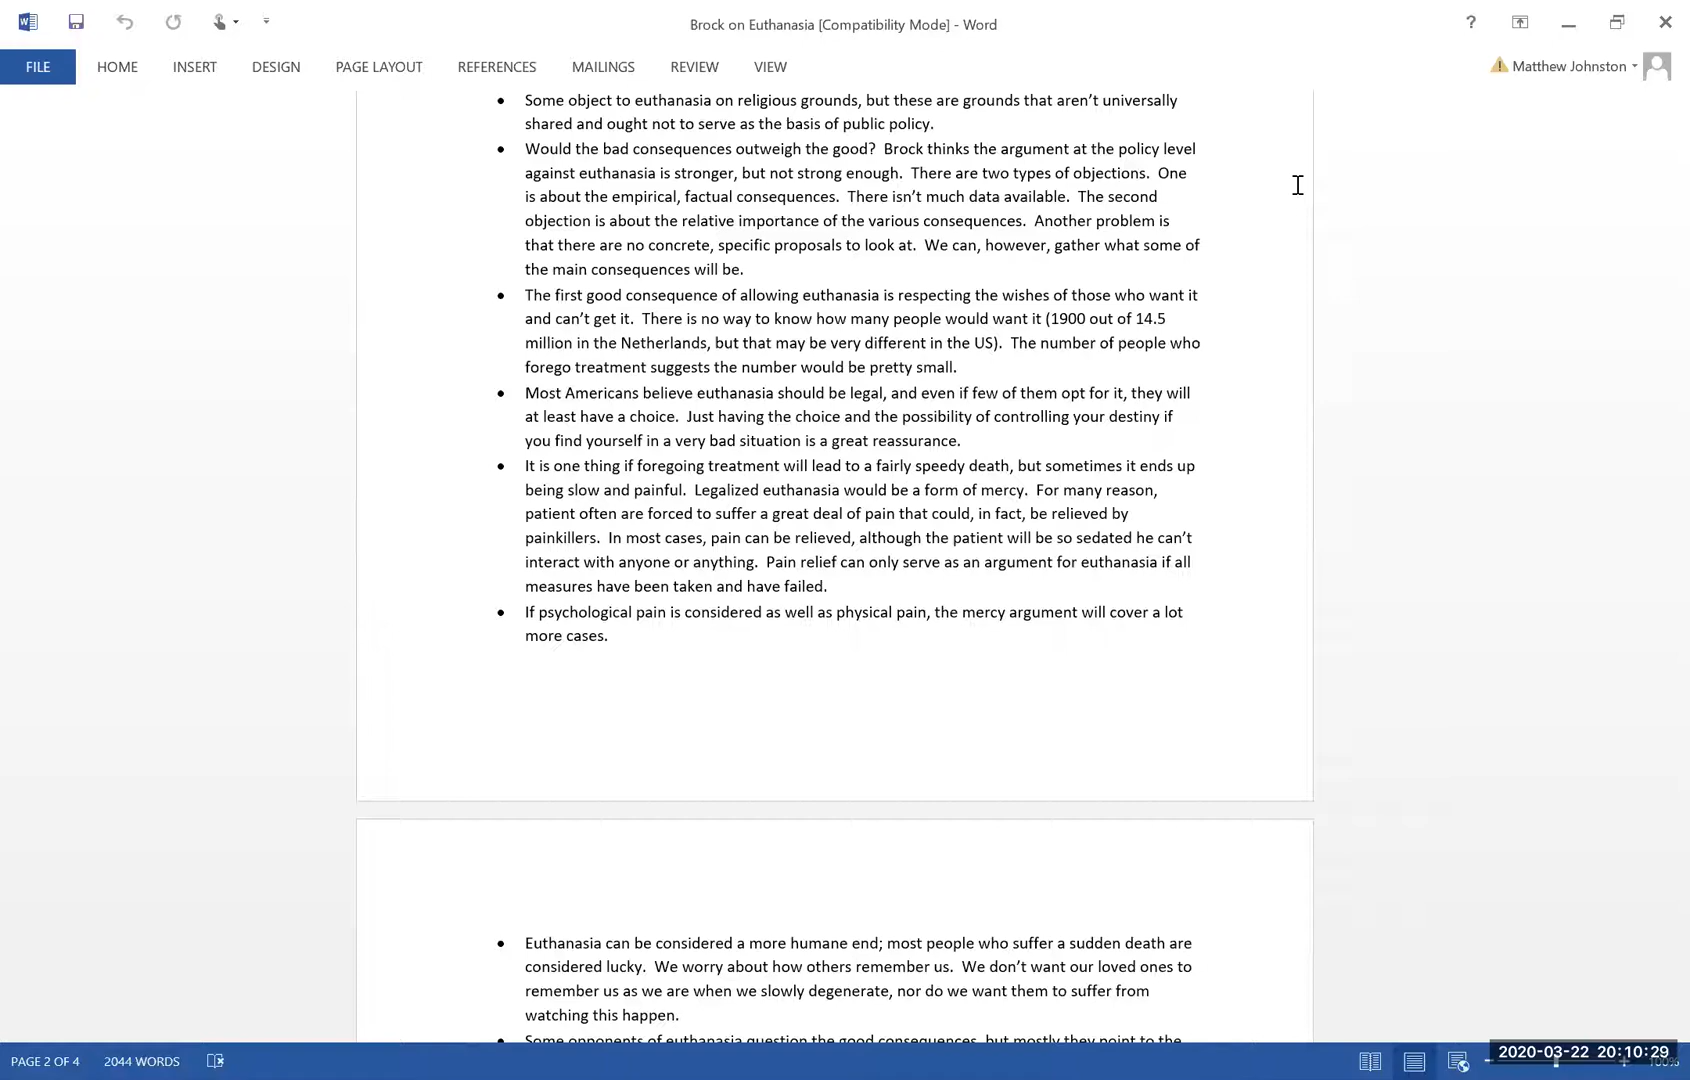 Brock on Euthanasia [Compatibility Mode] - Word
?
FILE HOME INSERT DESIGN PAGE LAYOUT REFERENCES MAILINGS REVIEW VIEW Matthew Johnston
• Some object to euthanasia on religious grounds, but these are grounds that aren’t universally
shared and ought not to serve as the basis of public policy.
• Would the bad consequences outweigh the good? Brock thinks the argument at the policy level
against euthanasia is stronger, but not strong enough. There are two types of objections. One
is about the empirical, factual consequences. There isn’t much data available. The second
objection is about the relative importance of the various consequences. Another problem is
that there are no concrete, specific proposals to look at. We can, however, gather what some of
the main consequences will be.
• The first good consequence of allowing euthanasia is respecting the wishes of those who want it
and can’t get it. There is no way to know how many people would want it (1900 out of 14.5
million in the Netherlands, but that may be very different in the US). The number of people who
forego treatment suggests the number would be pretty small.
• Most Americans believe euthanasia should be legal, and even if few of them opt for it, they will
at least have a choice. Just having the choice and the possibility of controlling your destiny if
you find yourself in a very bad situation is a great reassurance.
• It is one thing if foregoing treatment will lead to a fairly speedy death, but sometimes it ends up
being slow and painful. Legalized euthanasia would be a form of mercy. For many reason,
patient often are forced to suffer a great deal of pain that could, in fact, be relieved by
painkillers. In most cases, pain can be relieved, although the patient will be so sedated he can’t
interact with anyone or anything. Pain relief can only serve as an argument for euthanasia if all
measures have been taken and have failed.
• If psychological pain is considered as well as physical pain, the mercy argument will cover a lot
more cases.
• Euthanasia can be considered a more humane end; most people who suffer a sudden death are
considered lucky. We worry about how others remember us. We don’t want our loved ones to
remember us as we are when we slowly degenerate, nor do we want them to suffer from
watching this happen.
• Some opponents of euthanasia question the good consequences, but mostly they point to the
PAGE 2 OF 4 2044 WORDS 2020-03-22 20:10:29 100%